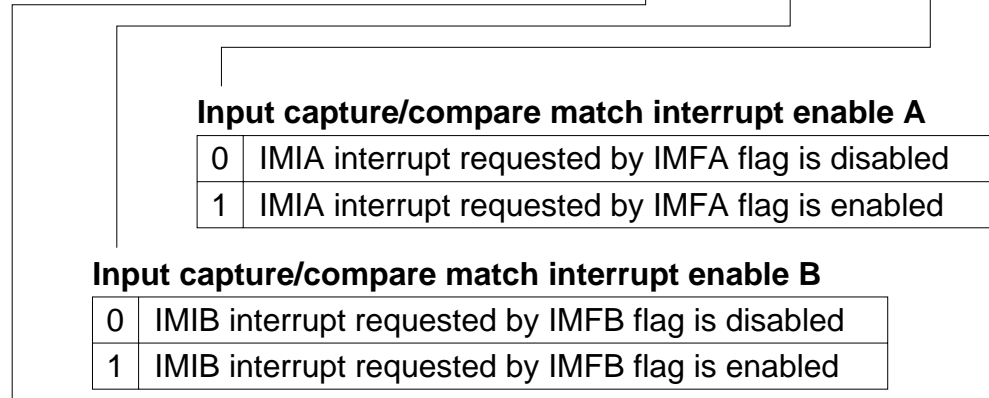 Input capture/compare match interrupt enable A
0 IMIA interrupt requested by IMFA flag is disabled
1 IMIA interrupt requested by IMFA flag is enabled
Input capture/compare match interrupt enable B
0 IMIB interrupt requested by IMFB flag is disabled
1 IMIB interrupt requested by IMFB flag is enabled